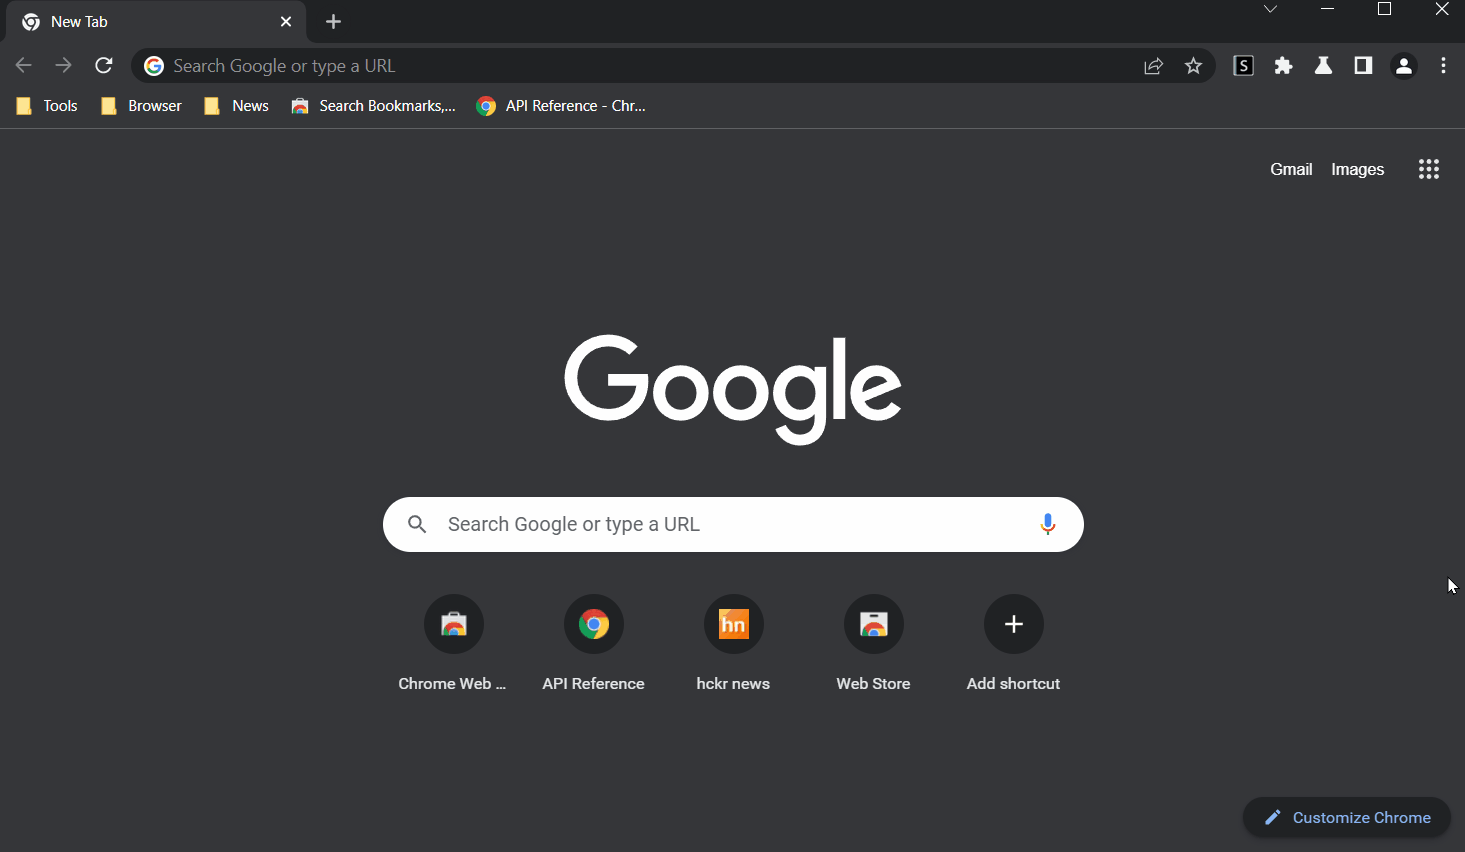 New Tab
Search Google or type a URL
S
Tools Browser News Search Bookmarks,... API Reference - Chr...
Gmail Images
Google
Search Google or type a URL
hn
Chrome Web ... API Reference hckr news Web Store Add shortcut
Customize Chrome